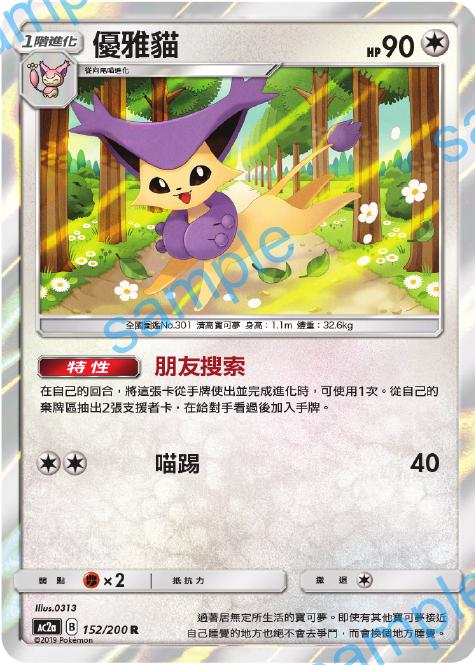 1階進化
優雅貓
HP 90
從向尾喵進化
全國圖鑑No.301 濟高寶可夢 身高：1.1m 體重：32.6kg
特性 朋友搜索
在自己的回合，將這張卡從手牌使出並完成進化時，可使用1次。從自己的
棄牌區抽出2張支援者卡，在給對手看過後加入手牌。
喵踢 40
弱點 ×2 抵抗力 撤退
Illus.0313
AC2a B 152/200 R
©2019 Pokémon
過著居無定所生活的寶可夢。即使有其他寶可夢接近
自己睡覺的地方也絕不會去爭鬥，而會換個地方睡覺。
sample
sample
sample
sample
sample